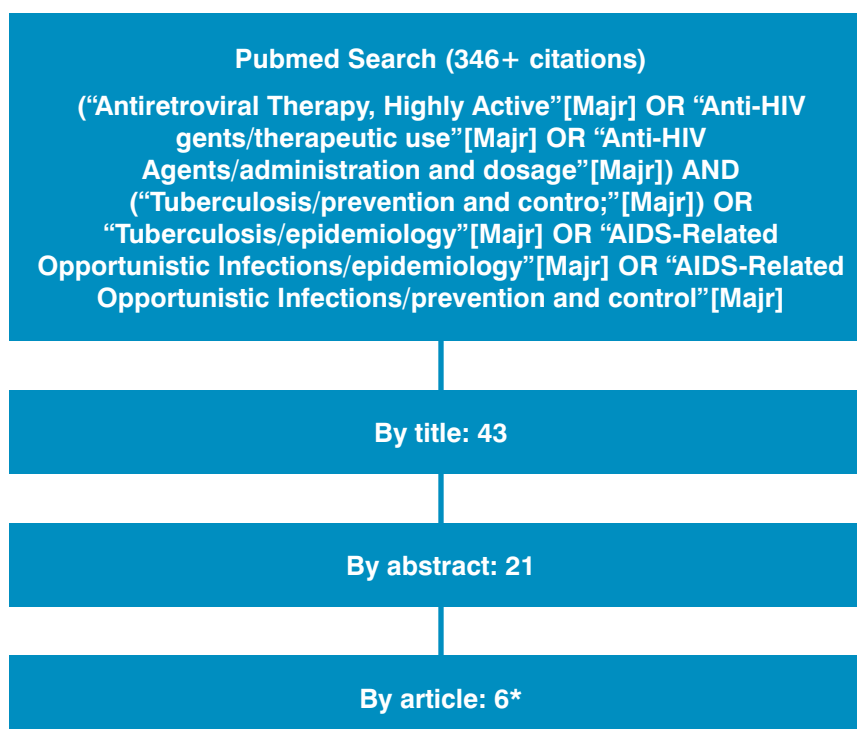 Pubmed Search (346+ citations)
(“Antiretroviral Therapy, Highly Active”[Majr] OR “Anti-HIV
gents/therapeutic use”[Majr] OR “Anti-HIV
Agents/administration and dosage”[Majr]) AND
(“Tuberculosis/prevention and contro;”[Majr]) OR
“Tuberculosis/epidemiology”[Majr] OR “AIDS-Related
Opportunistic Infections/epidemiology”[Majr] OR “AIDS-Related
Opportunistic Infections/prevention and control”[Majr]
By title: 43
By abstract: 21
By article: 6*